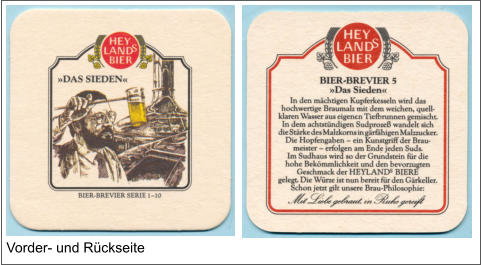 HEY
LANDS
BIER
»DAS SIEDEN«
BIER-BREVIER SERIE 1-10
HEY
LANDS
BIER
BIER-BREVIER 5
»Das Sieden«
In den mächtigen Kupferkesseln wird das
hochwertige Braumalz mit dem weichen, quell-
klaren Wasser aus eigenen Tiefbrunnen gemischt.
In dem achtstündigen Sudprozeß wandelt sich
die Stärke des Malzkorns in gärfähigen Malzucker.
Die Hopfengaben – ein Kunstgriff der Brau-
meister – erfolgen am Ende jeden Suds.
Im Sudhaus wird so der Grundstein für die
hohe Bekömmlichkeit und den bevorzugten
Geschmack der HEYLANDS BIERE
gelegt. Die Würze ist nun bereit für den Gärkeller.
Schon jetzt gilt unsere Brau-Philosophie:
Mit Liebe gebraut, in Ruhe gereift
Vorder- und Rückseite